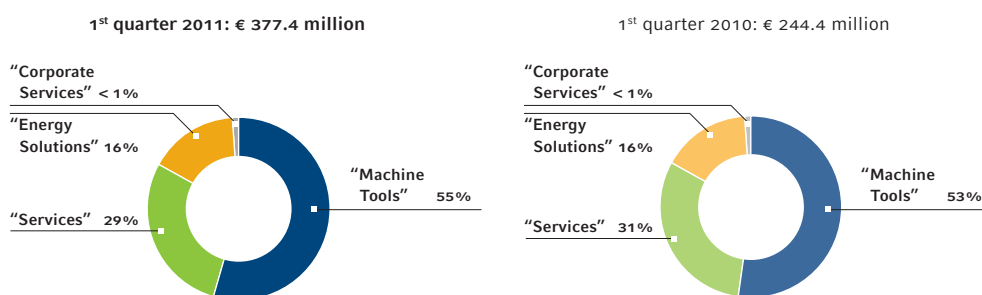 1st quarter 2011: € 377.4 million
“Corporate
Services” < 1%
“Energy
Solutions” 16%
“Services” 29%
“Machine
Tools” 55%
1st quarter 2010: € 244.4 million
“Corporate
Services” < 1%
“Energy
Solutions” 16%
“Services” 31%
“Machine
Tools” 53%